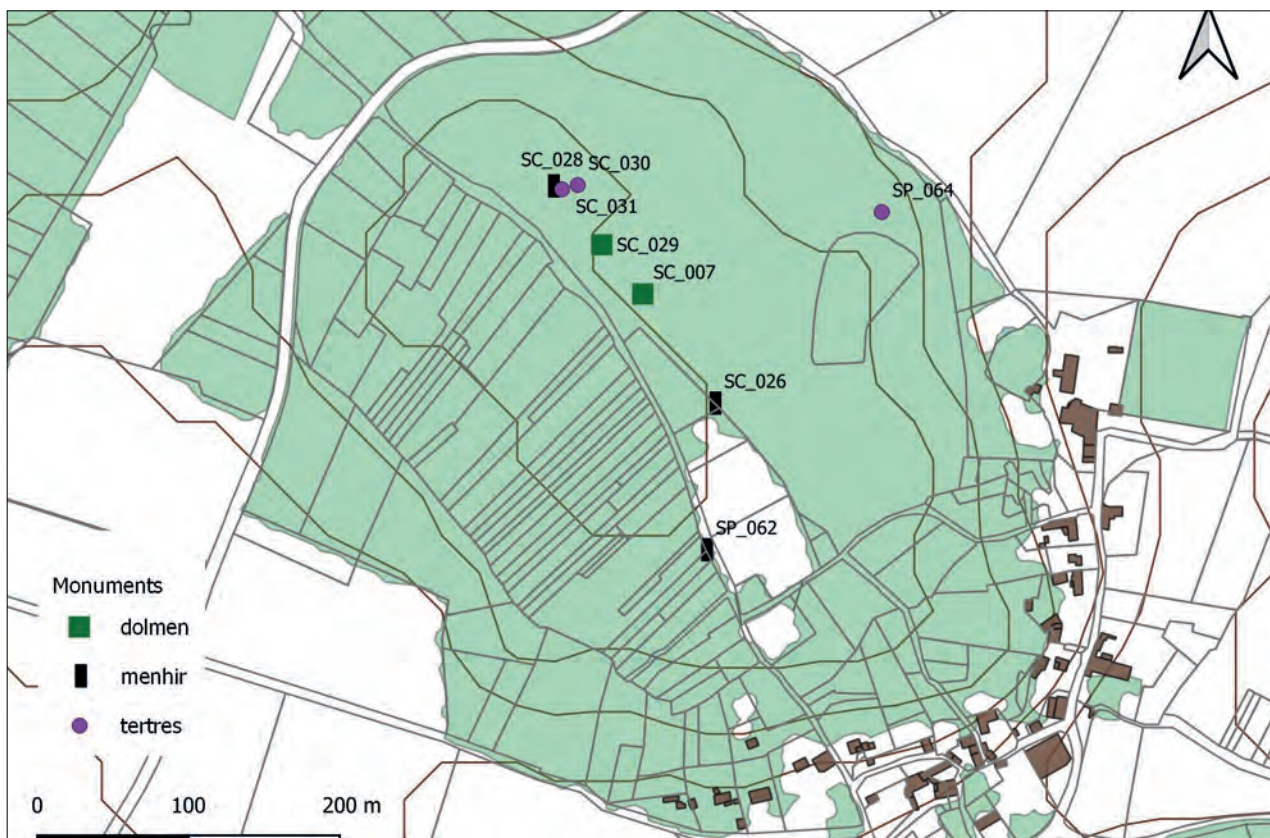 SC_028
SC_030
SC_031
SP_064
SC_029
SC_007
SC_026
SP_062
Monuments
dolmen
menhir
tertres
0 100 200 m